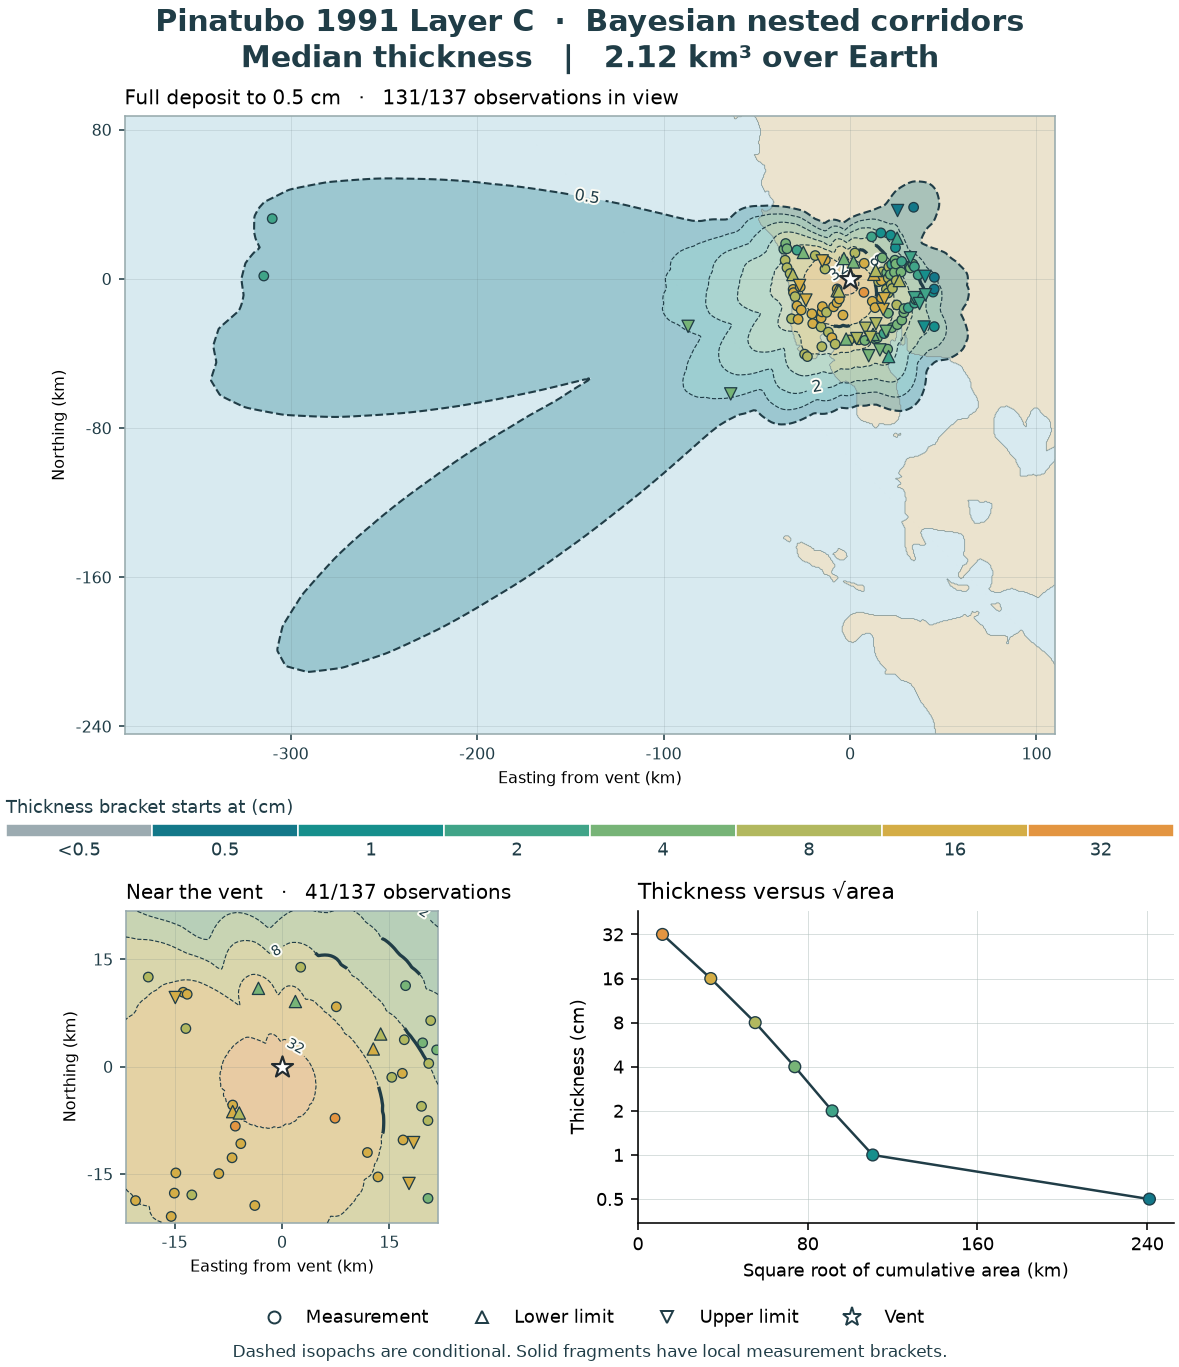 Pinatubo 1991 Layer C · Bayesian nested corridors
Median thickness | 2.12 km³ over Earth
Full deposit to 0.5 cm · 131/137 observations in view
80
0
-80
-160
-240
Northing (km)
0.5
2
-300
-200
-100
0
100
Easting from vent (km)
Thickness bracket starts at (cm)
<0.5
0.5
1
2
4
8
16
32
Near the vent · 41/137 observations
15
0
-15
Northing (km)
2
8
32
-15
0
15
Easting from vent (km)
Thickness versus √area
32
16
8
4
2
1
0.5
Thickness (cm)
0
80
160
240
Square root of cumulative area (km)
Measurement
Lower limit
Upper limit
Vent
Dashed isopachs are conditional. Solid fragments have local measurement brackets.